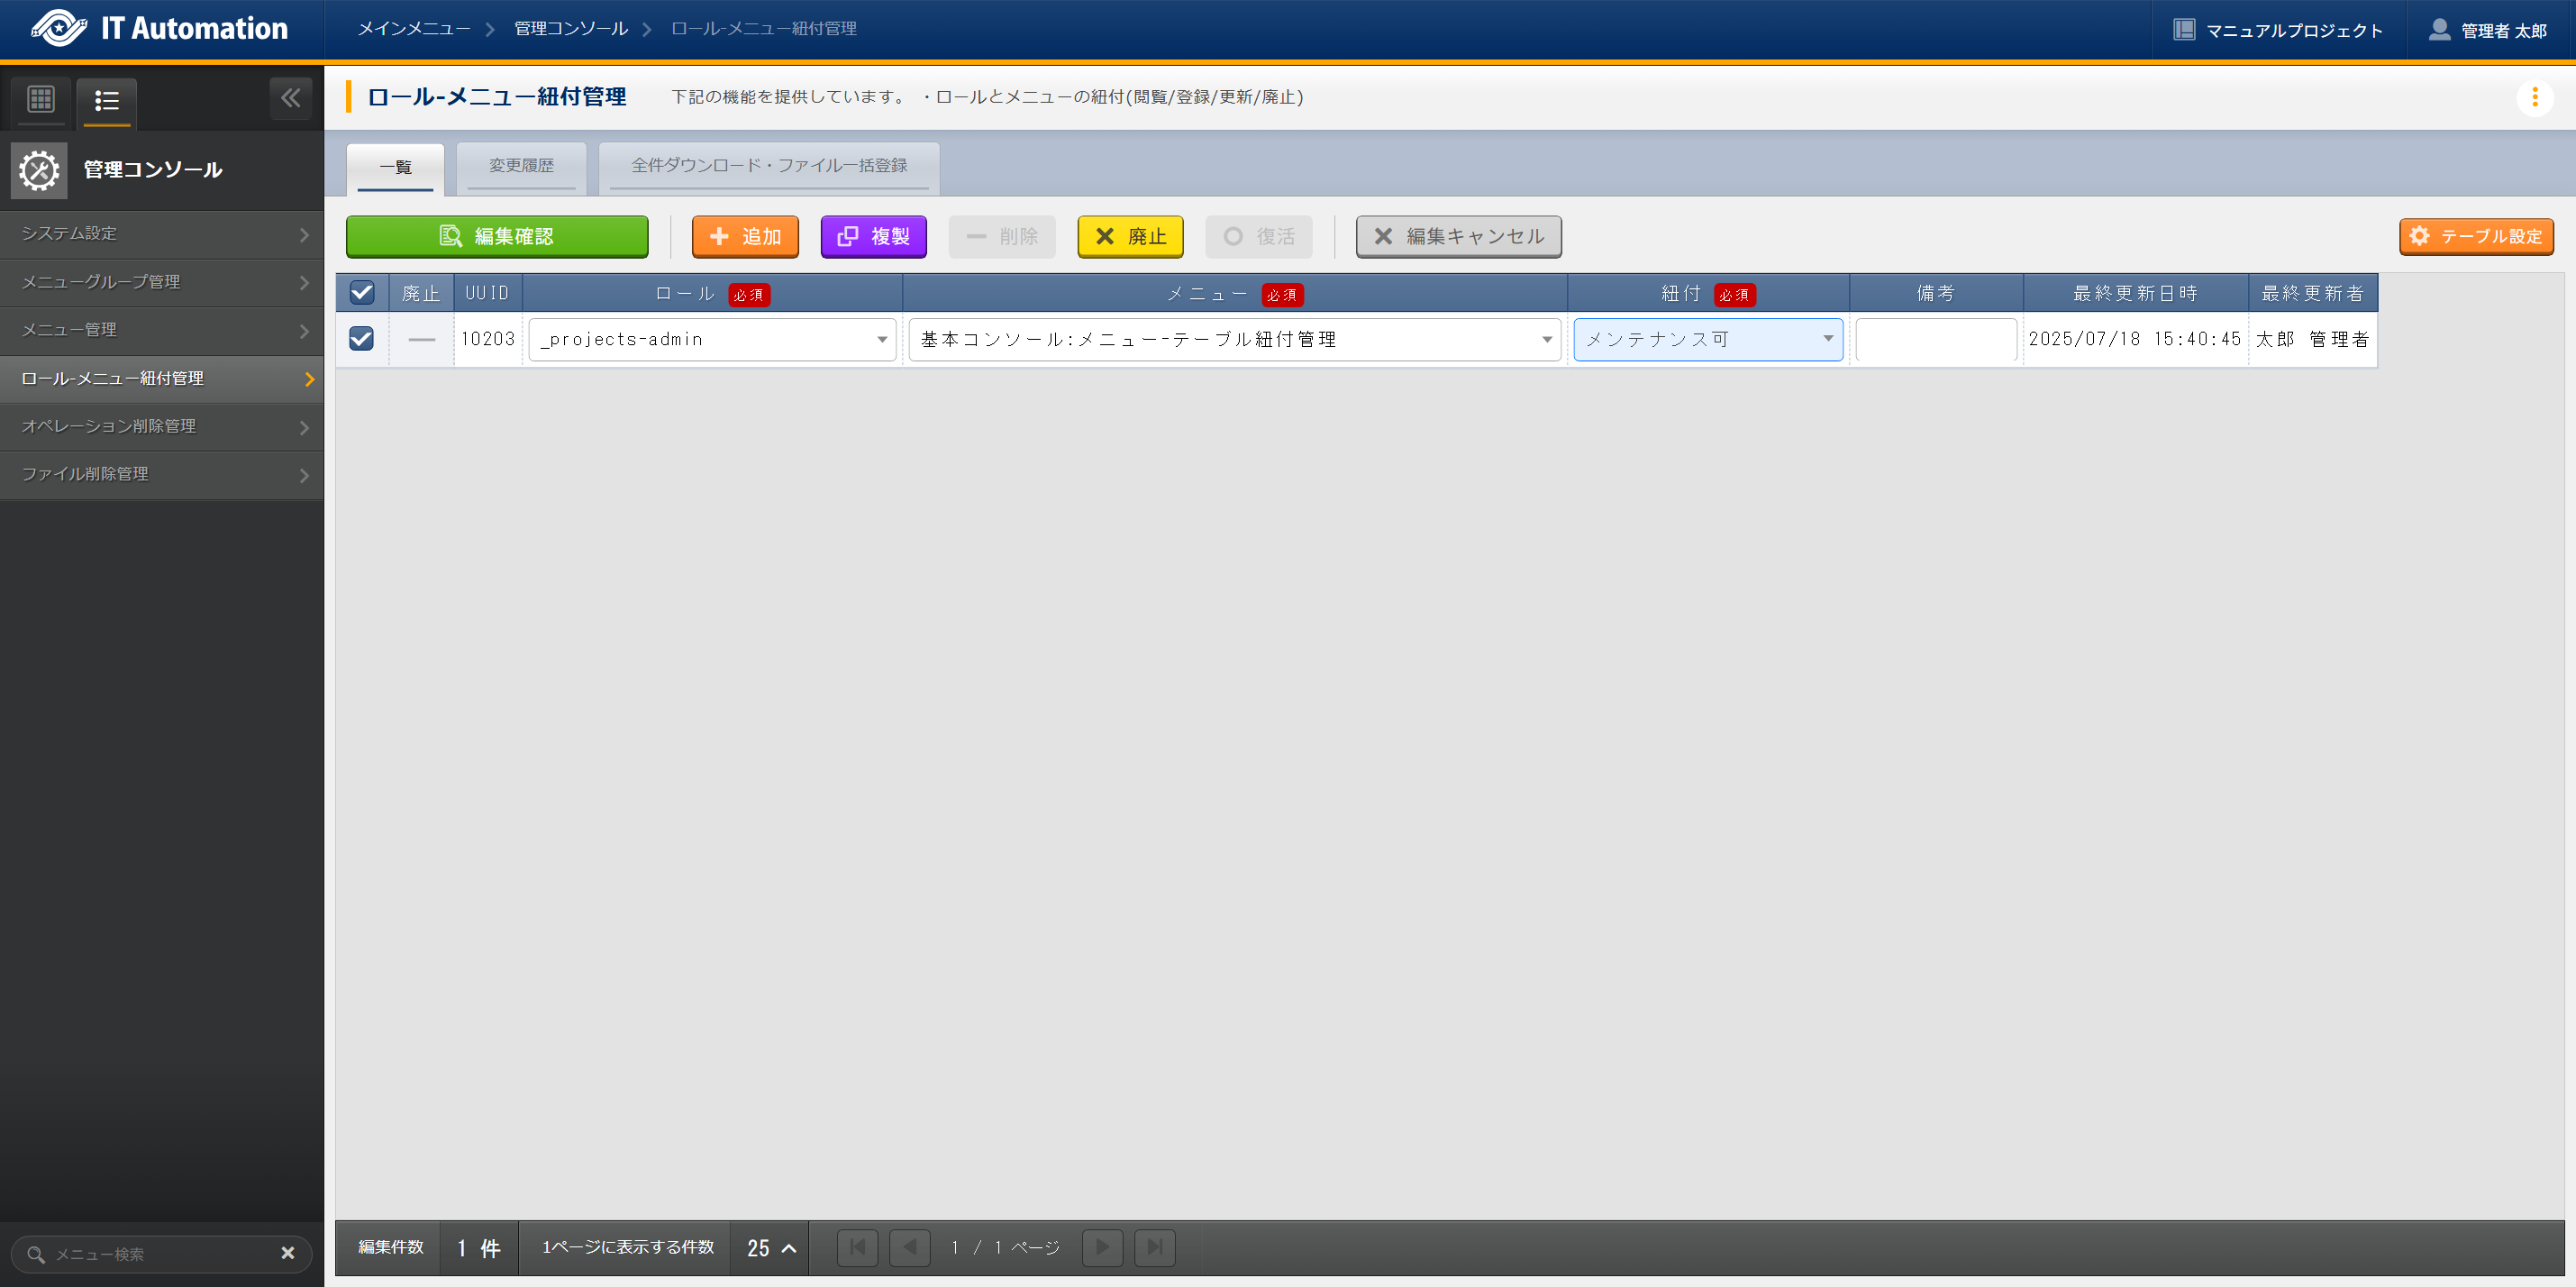 IT Automation
メインメニュー 管理コンソール ロール-メニュー紐付管理
マニュアルプロジェクト
管理者 太郎
管理コンソール
システム設定
メニューグループ管理
メニュー管理
ロール-メニュー紐付管理
オペレーション削除管理
ファイル削除管理
メニュー検索
ロール-メニュー紐付管理
下記の機能を提供しています。 ・ロールとメニューの紐付(閲覧/登録/更新/廃止)
一覧 変更履歴 全件ダウンロード・ファイル一括登録
編集確認 追加 複製 削除 廃止 復活 編集キャンセル テーブル設定
廃止 UUID ロール 必須 メニュー 必須 紐付 必須 備考 最終更新日時 最終更新者
10203 _projects-admin 基本コンソール:メニュー-テーブル紐付管理 メンテナンス可 2025/07/18 15:40:45 太郎 管理者
編集件数 1 件 1ページに表示する件数 25 1 / 1 ページ